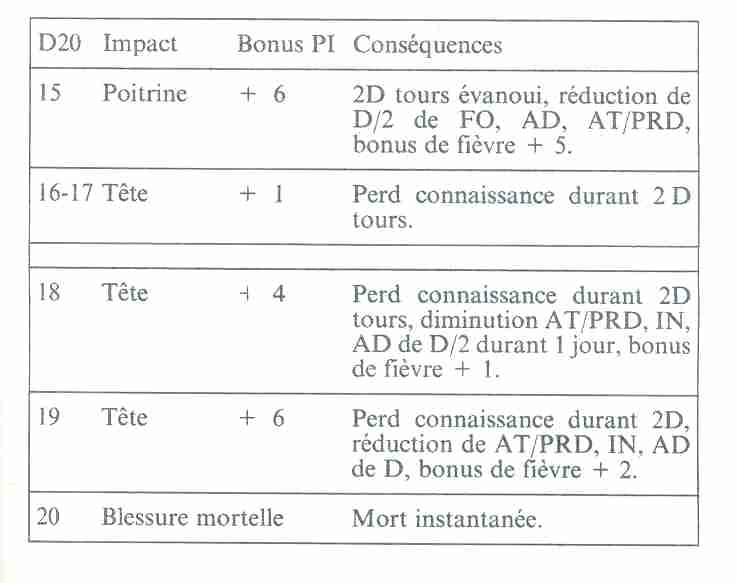 D20 Impact Bonus PI Conséquences
15 Poitrine + 6 2D tours évanoui, réduction de
D/2 de FO, AD, AT/PRD,
bonus de fièvre + 5.
16-17 Tête + 1 Perd connaissance durant 2 D
tours.
18 Tête + 4 Perd connaissance durant 2D
tours, diminution AT/PRD, IN,
AD de D/2 durant 1 jour, bonus
de fièvre + 1.
19 Tête + 6 Perd connaissance durant 2D,
réduction de AT/PRD, IN, AD
de D, bonus de fièvre + 2.
20 Blessure mortelle Mort instantanée.